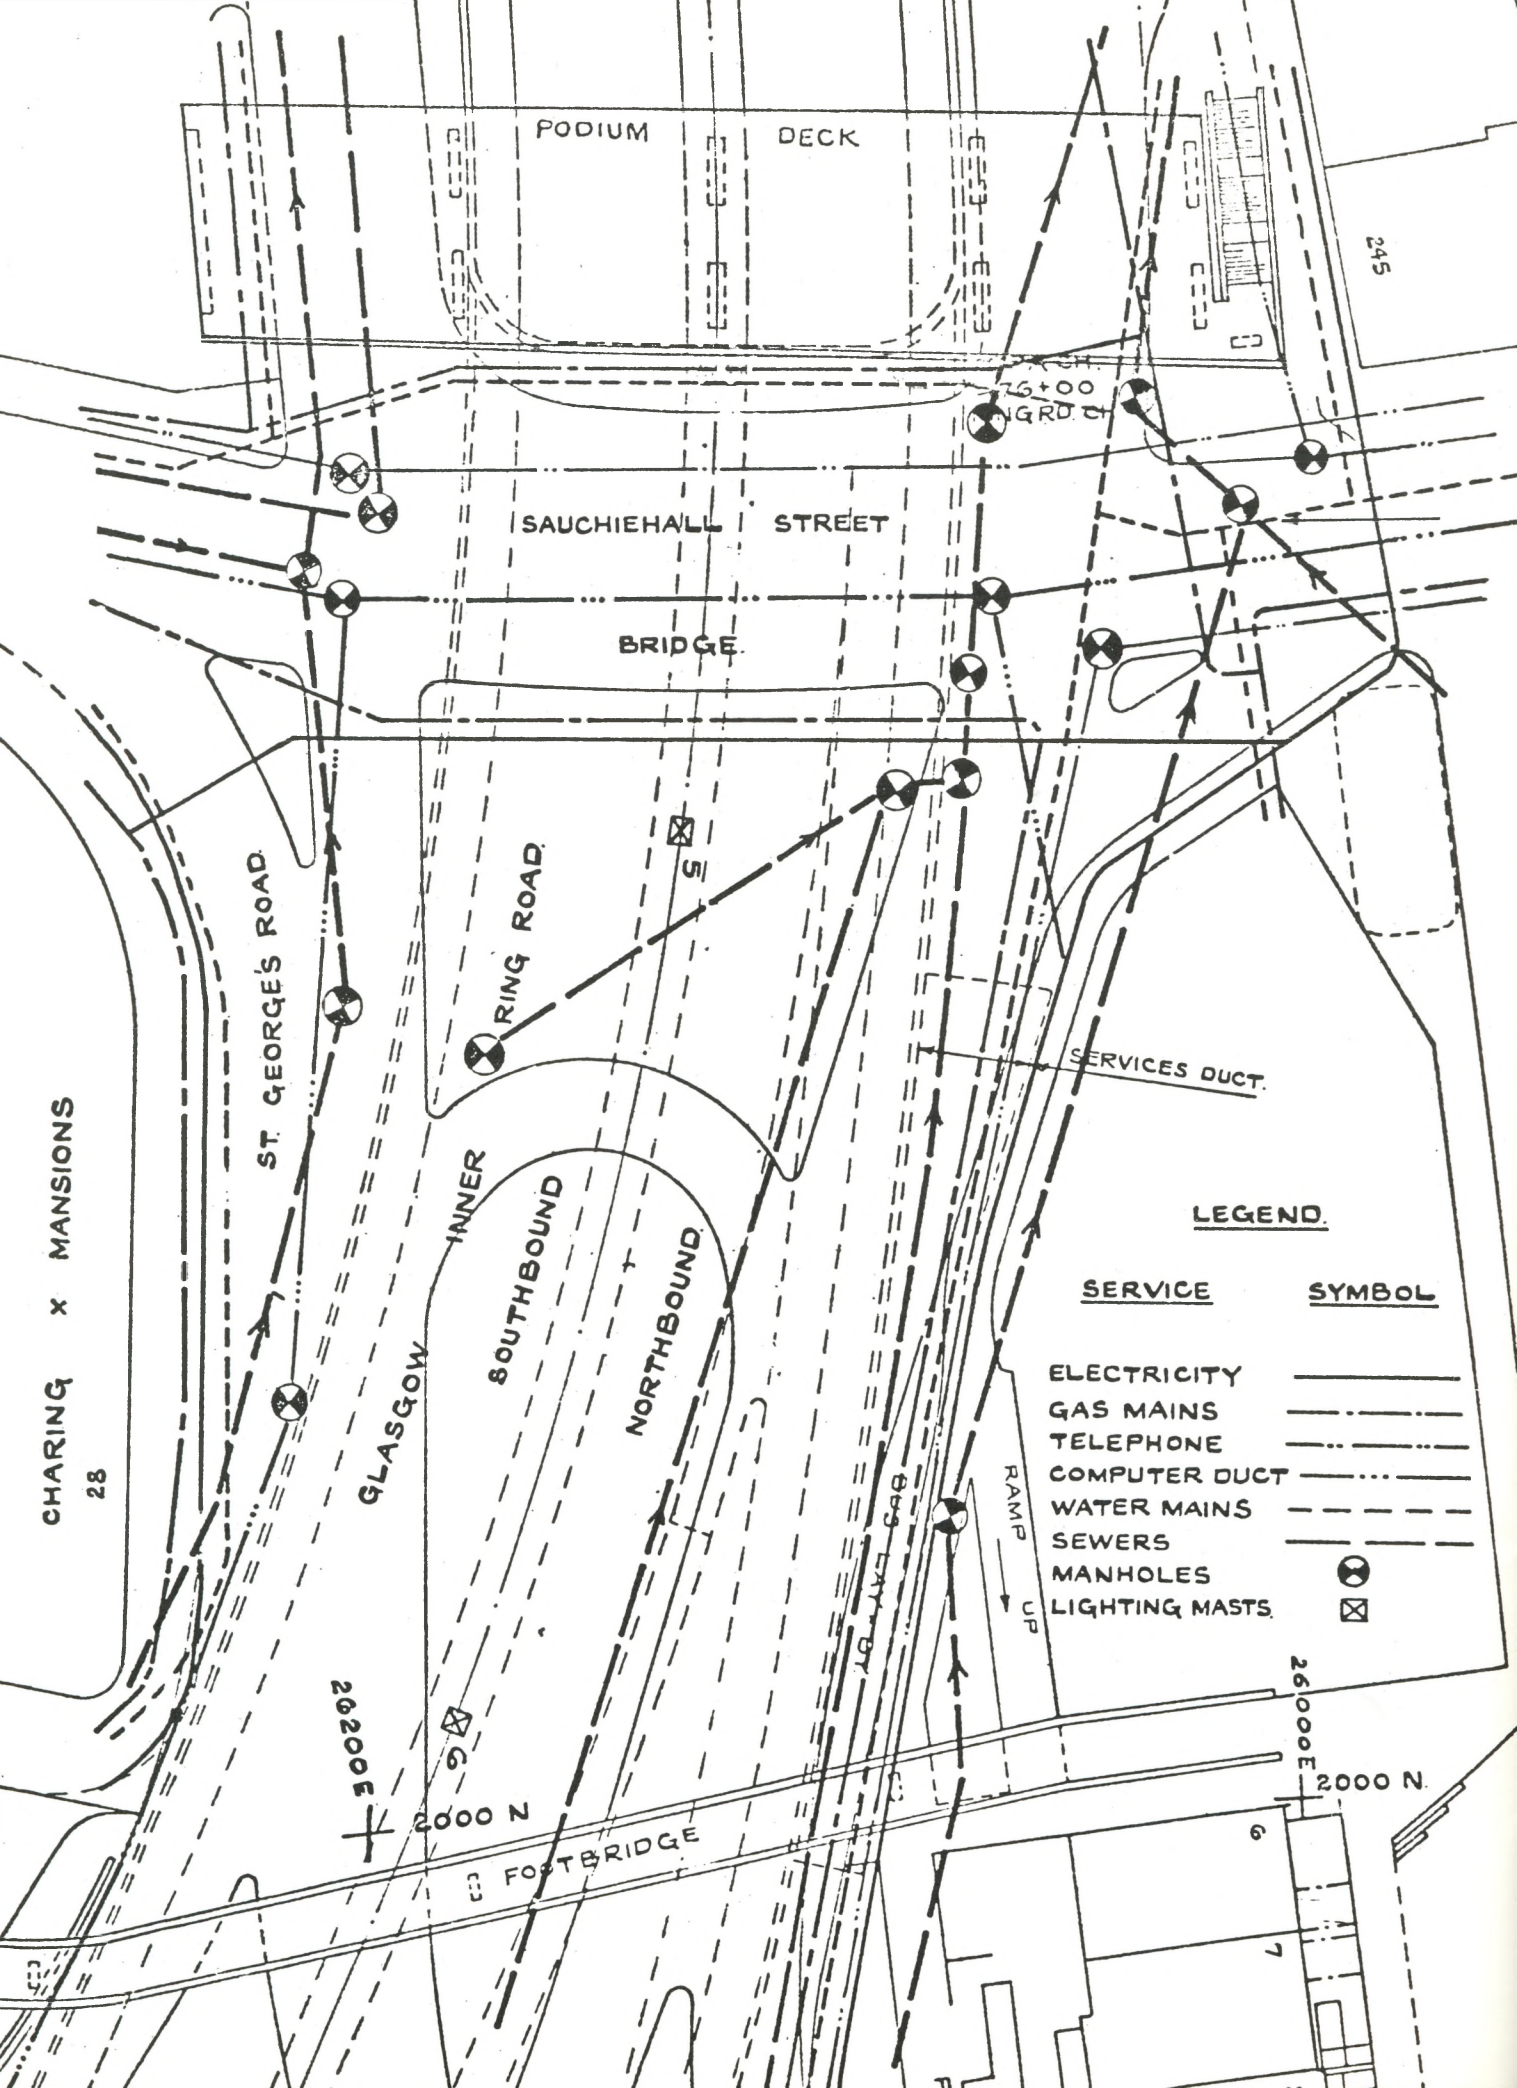 PODIUM DECK
245
76+00
SAUCHIEHALL STREET
BRIDGE.
5
ST. GEORGE'S ROAD.
RING ROAD.
SERVICES DUCT.
CHARING X MANSIONS
28
INNER
GLASGOW
SOUTHBOUND
NORTHBOUND.
LEGEND.
SERVICE SYMBOL
ELECTRICITY
GAS MAINS
TELEPHONE
COMPUTER DUCT
WATER MAINS
SEWERS
MANHOLES
LIGHTING MASTS.
BUS LAY-BY
RAMP
UP
26200E
2000 N
6
26000E
2000 N.
FOOTBRIDGE
6
7